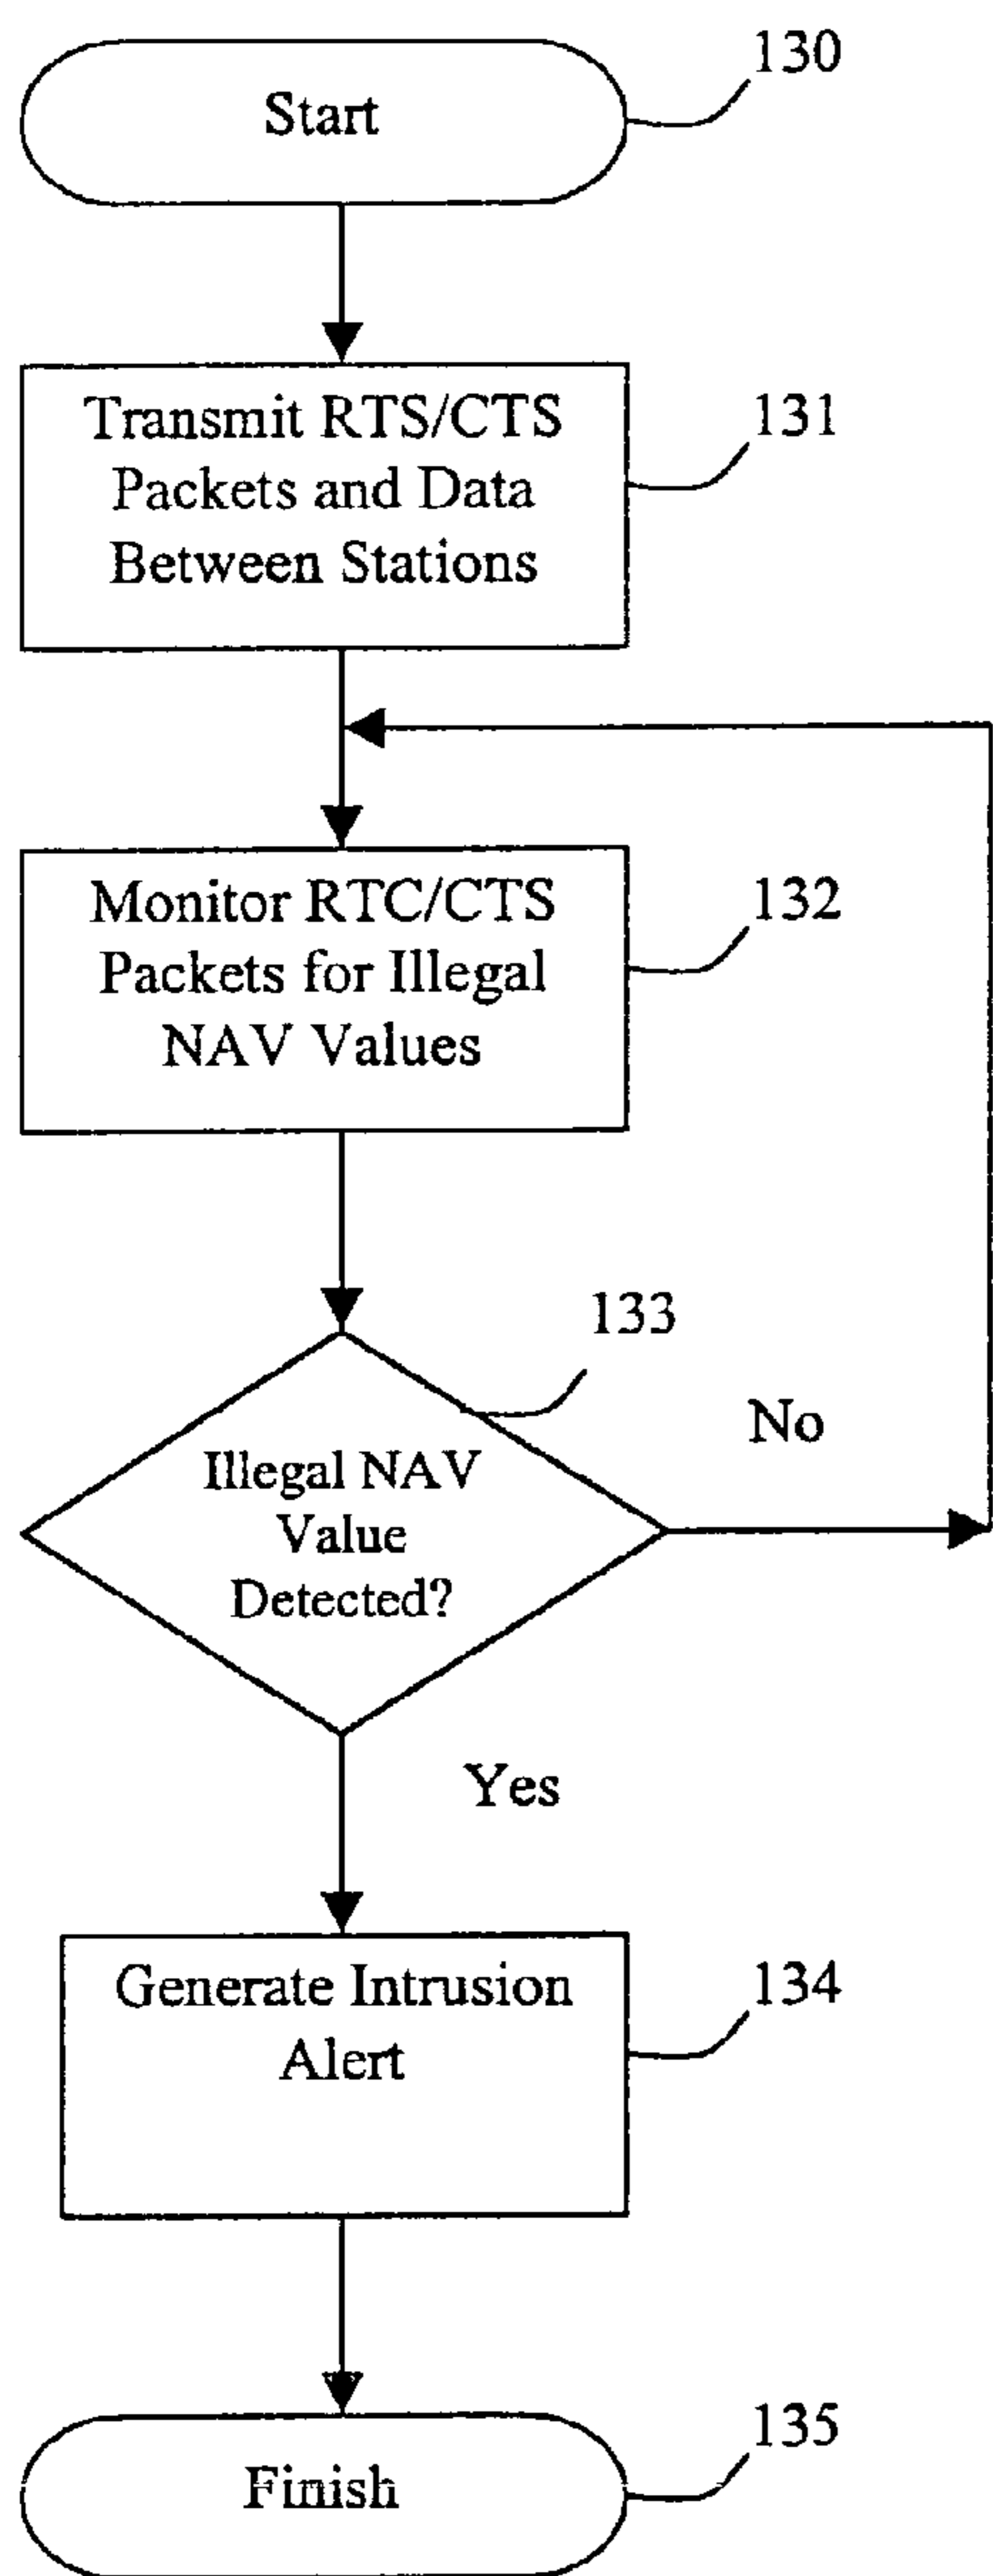 Start
130
Transmit RTS/CTS
Packets and Data
Between Stations
131
Monitor RTC/CTS
Packets for Illegal
NAV Values
132
133
Illegal NAV
Value
Detected?
No
Yes
Generate Intrusion
Alert
134
Finish
135